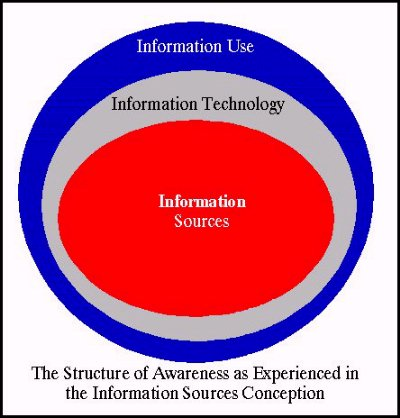 Information Use
Information Technology
Information
Sources
The Structure of Awareness as Experienced in
the Information Sources Conception